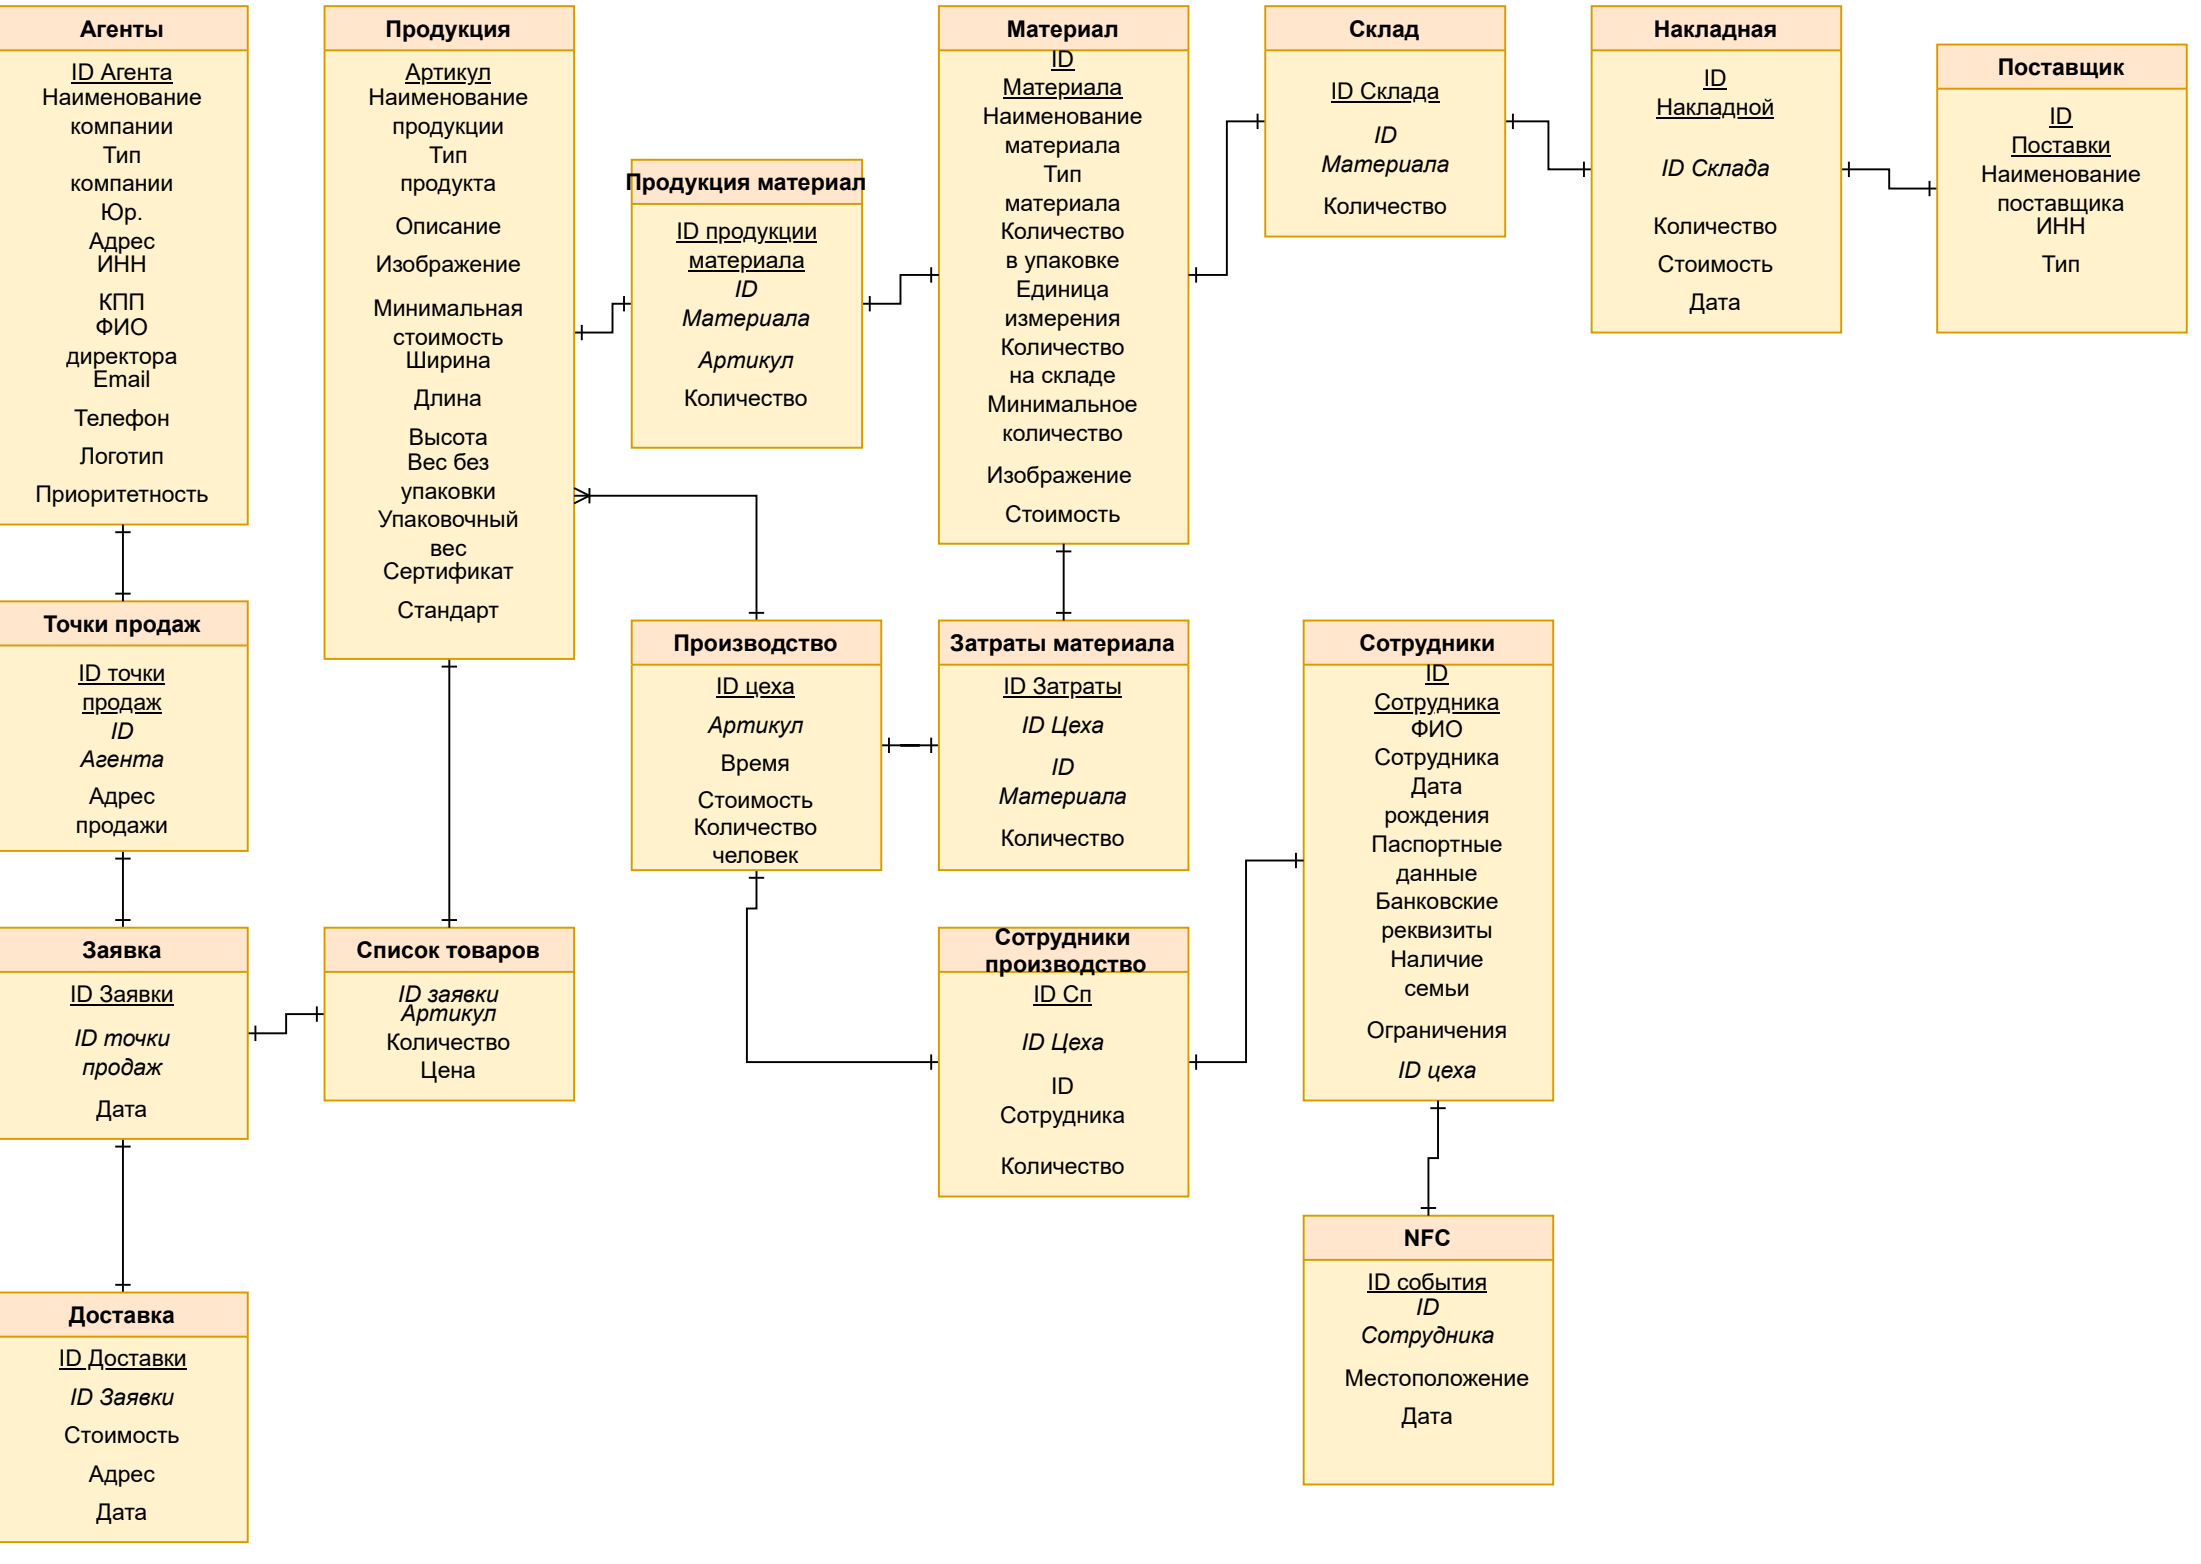 Агенты
ID Агента
Наименование
компании
Тип
компании
Юр.
Адрес
ИНН
КПП
ФИО
директора
Email
Телефон
Логотип
Приоритетность
Продукция
Артикул
Наименование
продукции
Тип
продукта
Описание
Изображение
Минимальная
стоимость
Ширина
Длина
Высота
Вес без
упаковки
Упаковочный
вес
Сертификат
Стандарт
Продукция материал
ID продукции
материала
ID
Материала
Артикул
Количество
Материал
ID
Материала
Наименование
материала
Тип
материала
Количество
в упаковке
Единица
измерения
Количество
на складе
Минимальное
количество
Изображение
Стоимость
Склад
ID Склада
ID
Материала
Количество
Накладная
ID
Накладной
ID Склада
Количество
Стоимость
Дата
Поставщик
ID
Поставки
Наименование
поставщика
ИНН
Тип
Точки продаж
ID точки
продаж
ID
Агента
Адрес
продажи
Производство
ID цеха
Артикул
Время
Стоимость
Количество
человек
Затраты материала
ID Затраты
ID Цеха
ID
Материала
Количество
Сотрудники
ID
Сотрудника
ФИО
Сотрудника
Дата
рождения
Паспортные
данные
Банковские
реквизиты
Наличие
семьи
Ограничения
ID цеха
Заявка
ID Заявки
ID точки
продаж
Дата
Список товаров
ID заявки
Артикул
Количество
Цена
Сотрудники
производство
ID Сп
ID Цеха
ID
Сотрудника
Количество
NFC
ID события
ID
Сотрудника
Местоположение
Дата
Доставка
ID Доставки
ID Заявки
Стоимость
Адрес
Дата